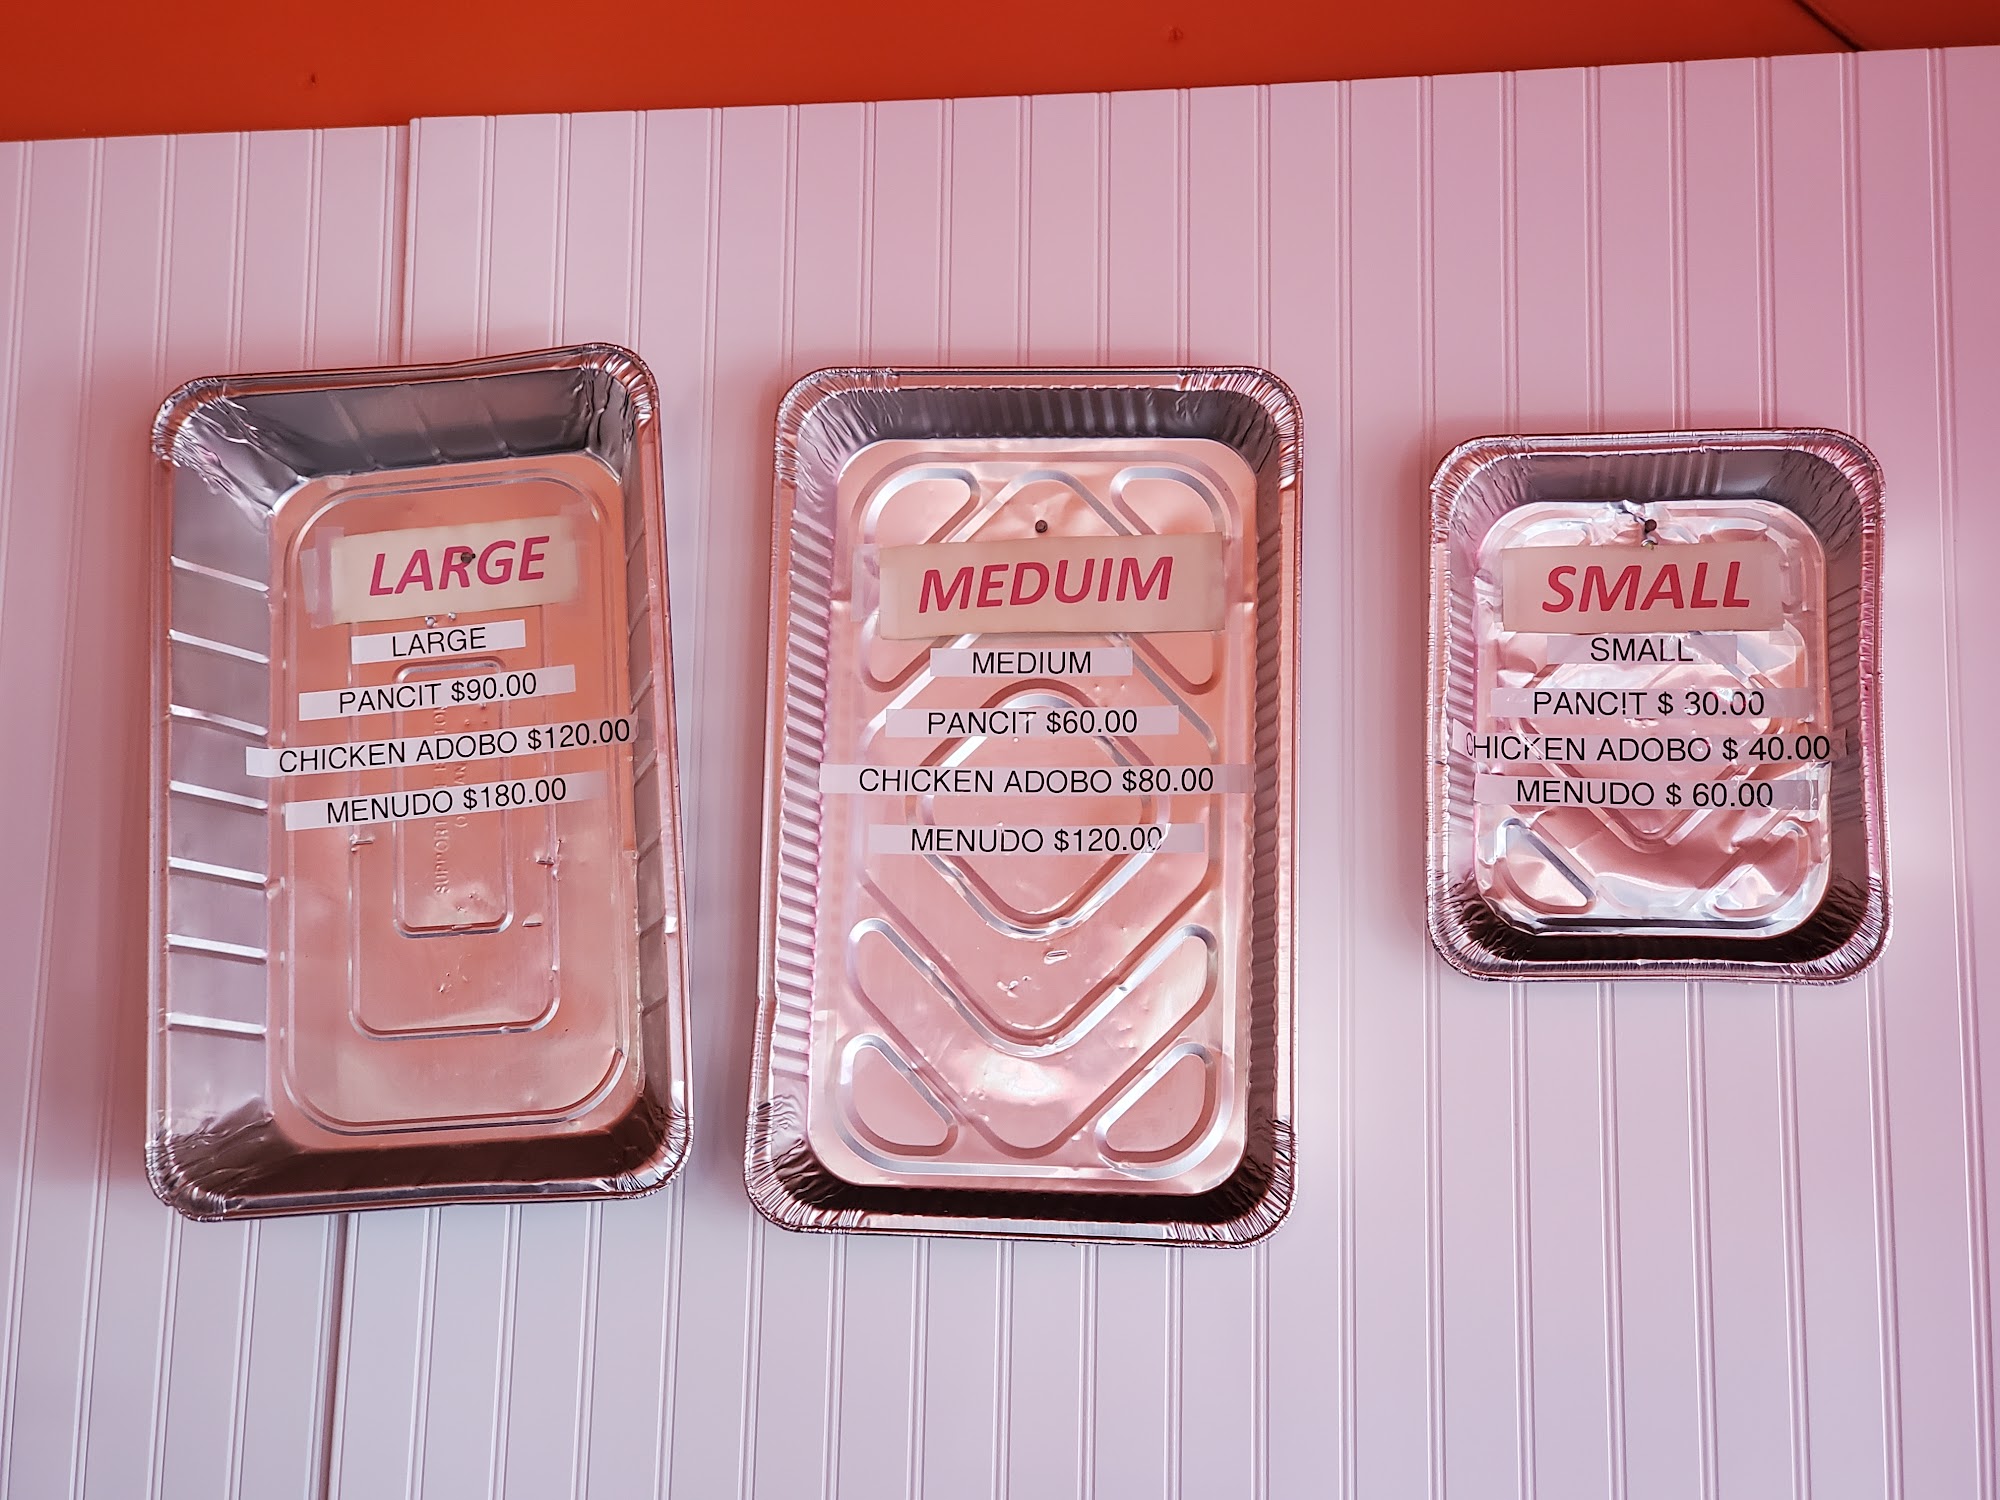 LARGE
LARGE
PANCIT $90.00
CHICKEN ADOBO $120.00
MENUDO $180.00
MEDUIM
MEDIUM
PANCIT $60.00
CHICKEN ADOBO $80.00
MENUDO $120.00
SMALL
SMALL
PANCIT $ 30.00
CHICKEN ADOBO $ 40.00
MENUDO $ 60.00